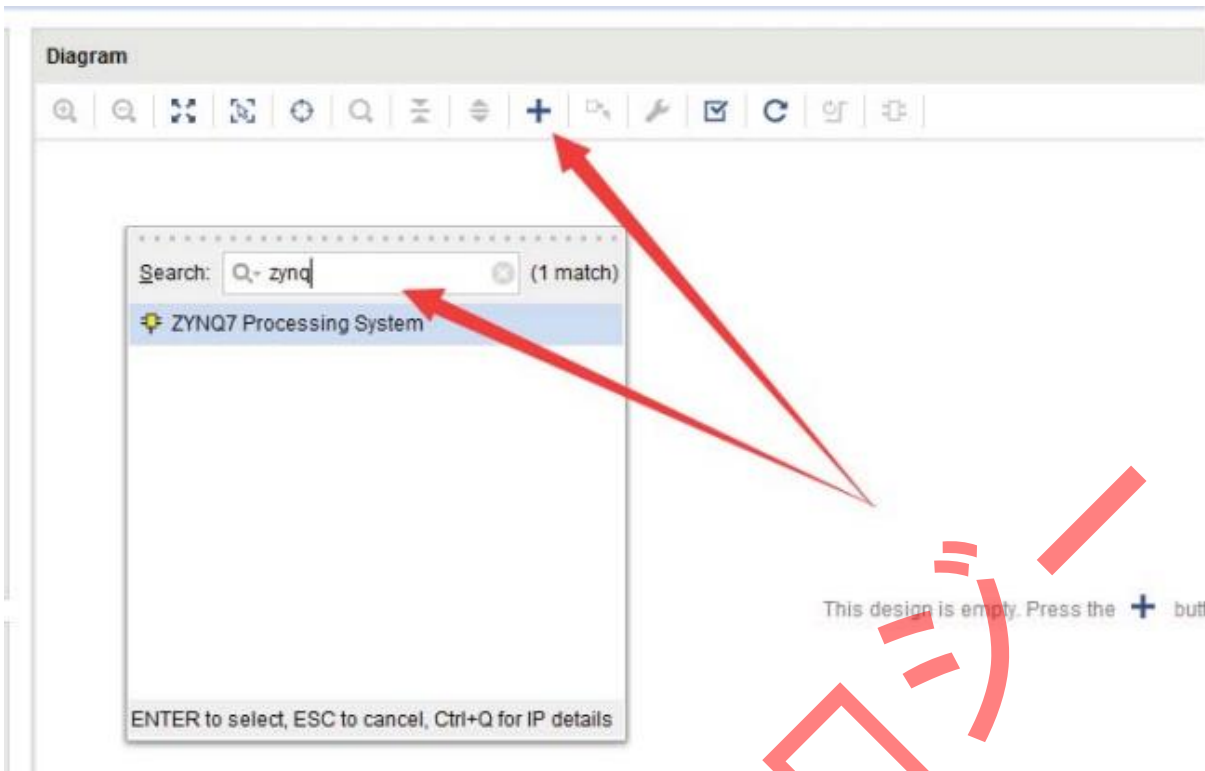 Diagram
Search: zynq (1 match)
ZYNQ7 Processing System
This design is empty. Press the
ENTER to select, ESC to cancel, Ctrl+Q for IP details